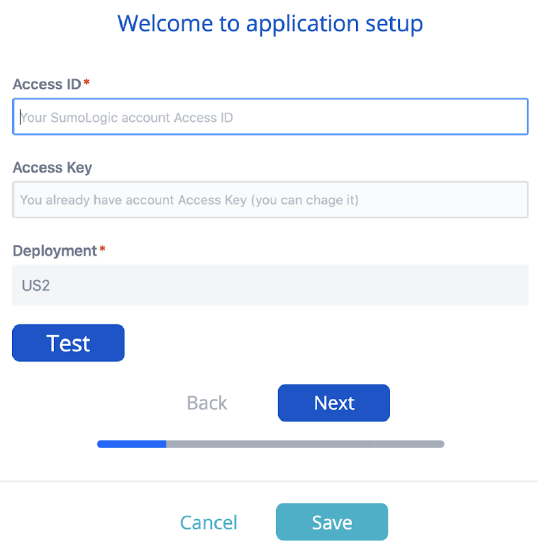 Welcome to application setup
Access ID*
Your SumoLogic account Access ID
Access Key
You already have account Access Key (you can chage it)
Deployment*
US2
Test
Back Next
Cancel Save